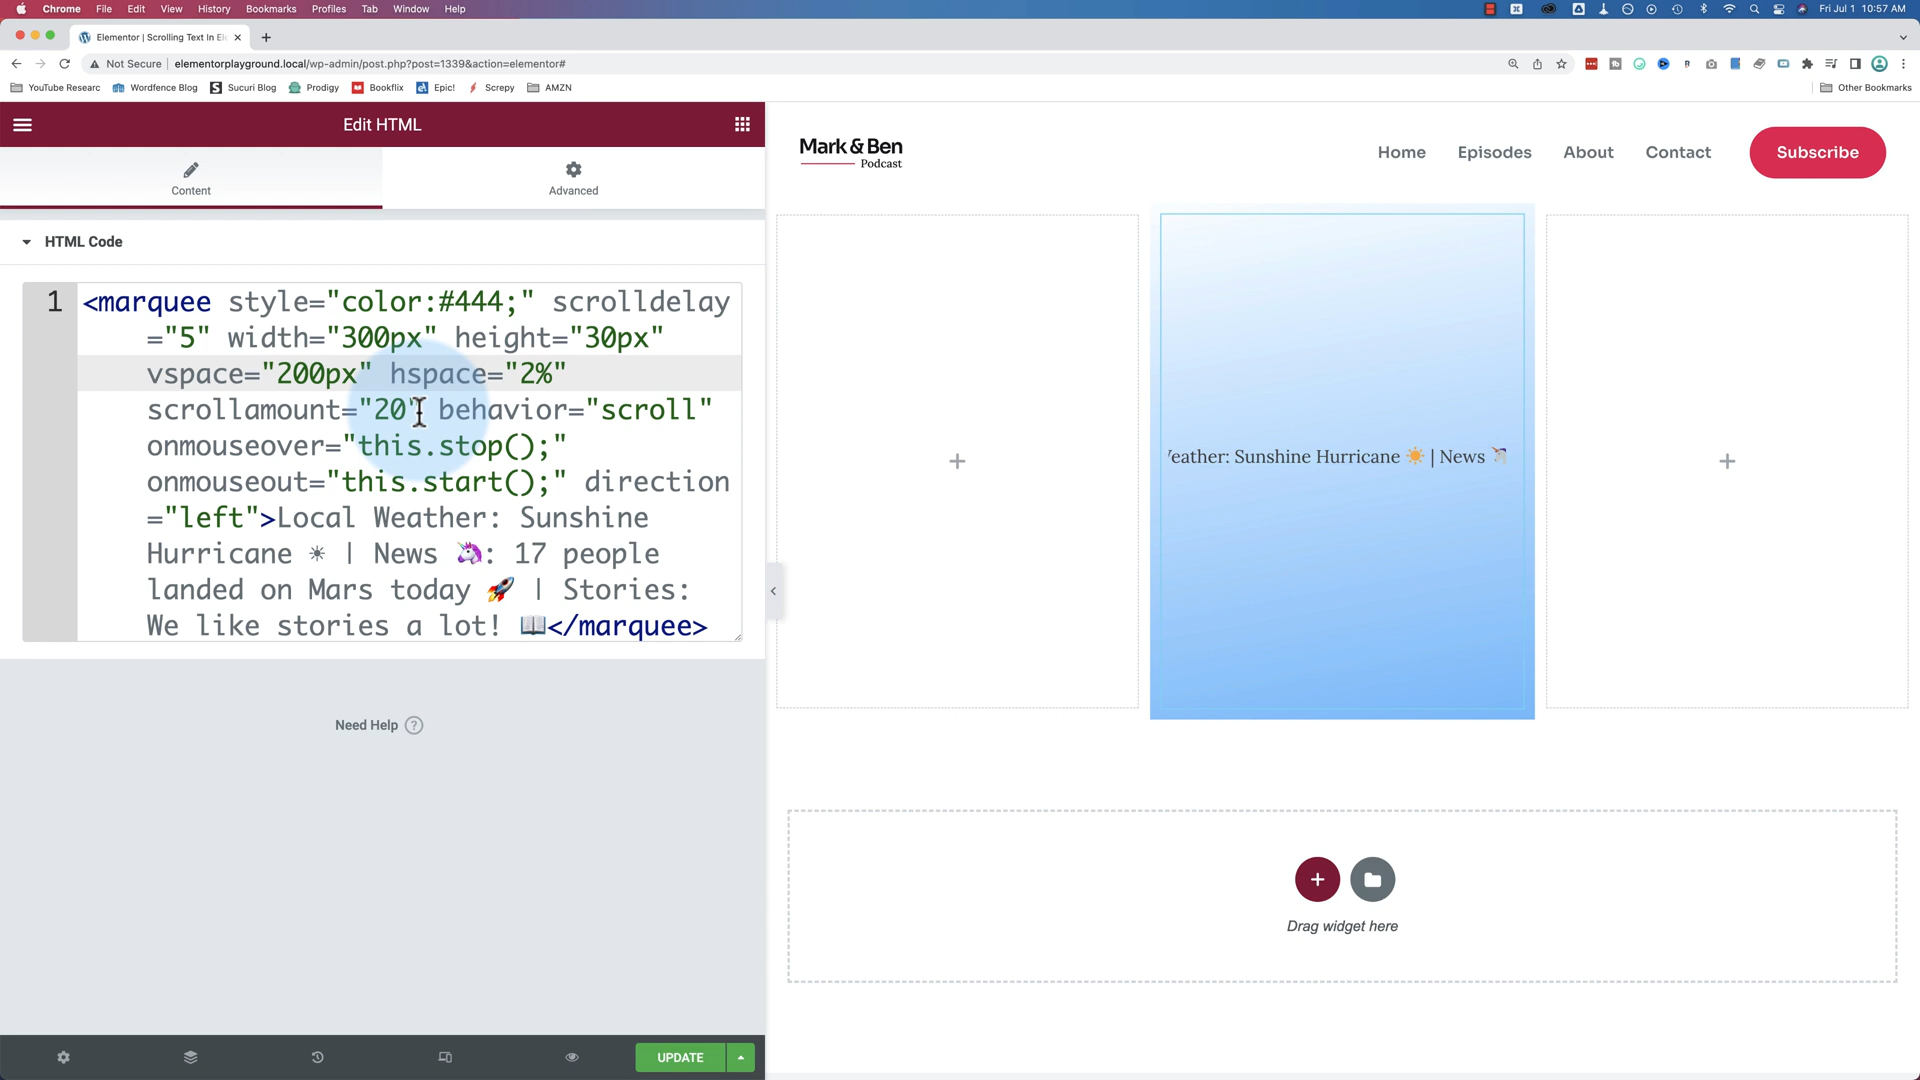 Chrome File Edit View History Bookmarks Profiles Tab Window Help Fri Jul 1 10:57 AM
Elementor | Scrolling Text In El
Not Secure | elementorplayground.local/wp-admin/post.php?post=1339&action=elementor#
YouTube Researc Wordfence Blog Sucuri Blog Prodigy Bookflix Epic! Screpy AMZN Other Bookmarks
Edit HTML
Content
Advanced
HTML Code
1
<marquee style="color:#444;" scrolldelay
="5" width="300px" height="30px"
vspace="200px" hspace="2%"
scrollamount="20" behavior="scroll"
onmouseover="this.stop();"
onmouseout="this.start();" direction
="left">Local Weather: Sunshine
Hurricane ☀ | News 🦄: 17 people
landed on Mars today 🚀 | Stories:
We like stories a lot! 📖</marquee>
Need Help ?
UPDATE
Mark & Ben
Podcast
Home Episodes About Contact Subscribe
eather: Sunshine Hurricane ☀️ | News
Drag widget here